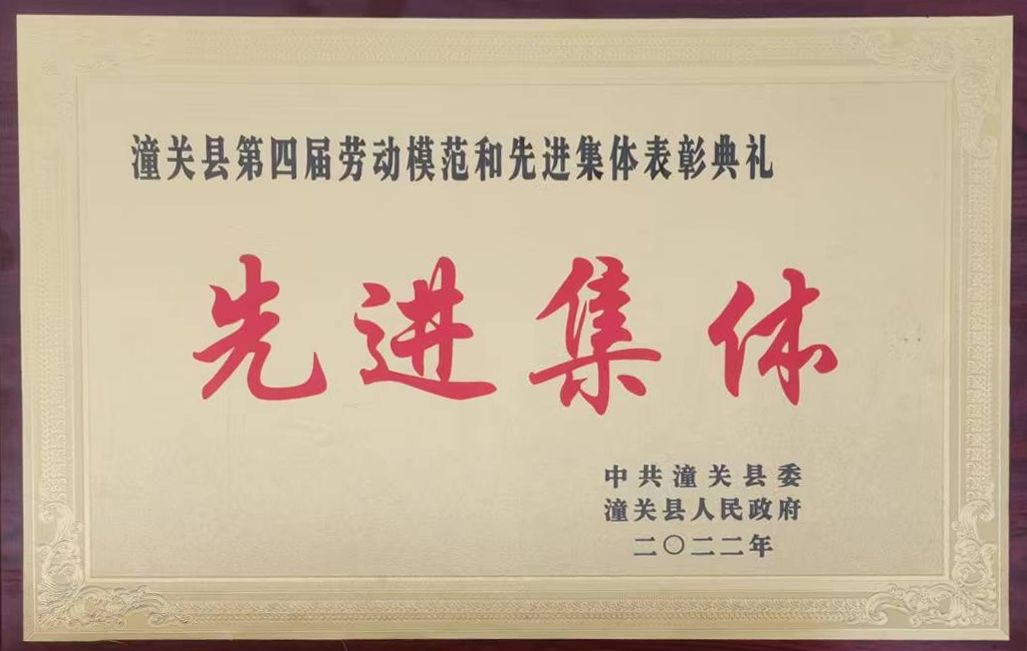 潼关县第四届劳动模范和先进集体表彰典礼
先进集体
中共潼关县委
潼关县人民政府
二〇二二年